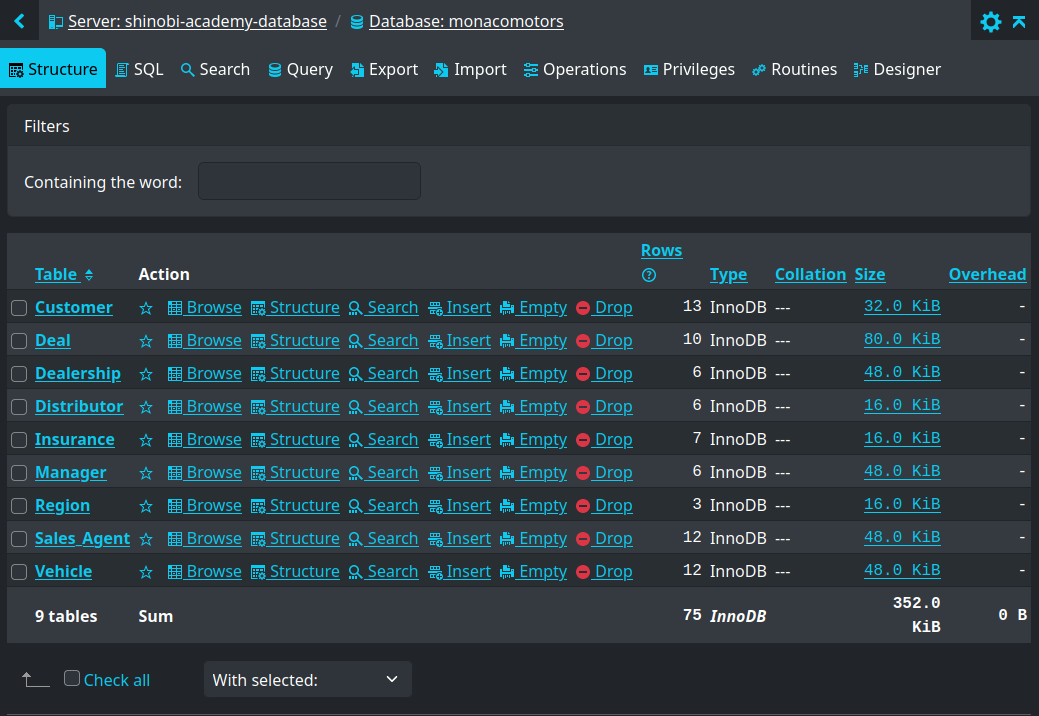 Server: shinobi-academy-database / Database: monacomotors
Structure SQL Search Query Export Import Operations Privileges Routines Designer
Filters
Containing the word:
Rows
Table Action Type Collation Size Overhead
Customer Browse Structure Search Insert Empty Drop 13 InnoDB --- 32.0 KiB -
Deal Browse Structure Search Insert Empty Drop 10 InnoDB --- 80.0 KiB -
Dealership Browse Structure Search Insert Empty Drop 6 InnoDB --- 48.0 KiB -
Distributor Browse Structure Search Insert Empty Drop 6 InnoDB --- 16.0 KiB -
Insurance Browse Structure Search Insert Empty Drop 7 InnoDB --- 16.0 KiB -
Manager Browse Structure Search Insert Empty Drop 6 InnoDB --- 48.0 KiB -
Region Browse Structure Search Insert Empty Drop 3 InnoDB --- 16.0 KiB -
Sales_Agent Browse Structure Search Insert Empty Drop 12 InnoDB --- 48.0 KiB -
Vehicle Browse Structure Search Insert Empty Drop 12 InnoDB --- 48.0 KiB -
9 tables Sum 75 InnoDB 352.0 KiB 0 B
Check all With selected: